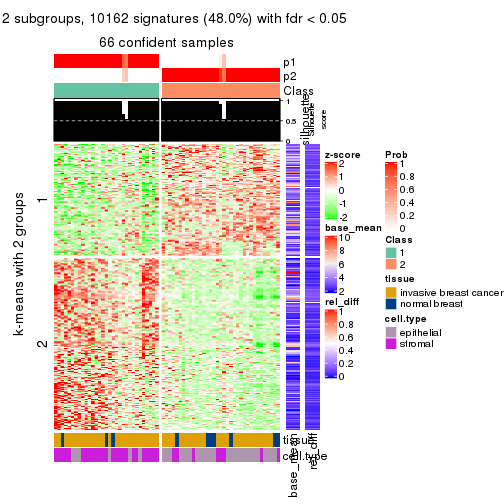 2 subgroups, 10162 signatures (48.0%) with fdr < 0.05
66 confident samples
p1
p2
Class
1
0.5
0
silhouette
Silhouette
score
k-means with 2 groups
1
2
z-score
2
1
0
-1
-2
base_mean
10
8
6
4
2
rel_diff
1
0.8
0.6
0.4
0.2
0
Prob
1
0.8
0.6
0.4
0.2
0
Class
1
2
tissue
invasive breast cancer
normal breast
cell.type
epithelial
stromal
tissue
cell.type
base_mean
rel_diff